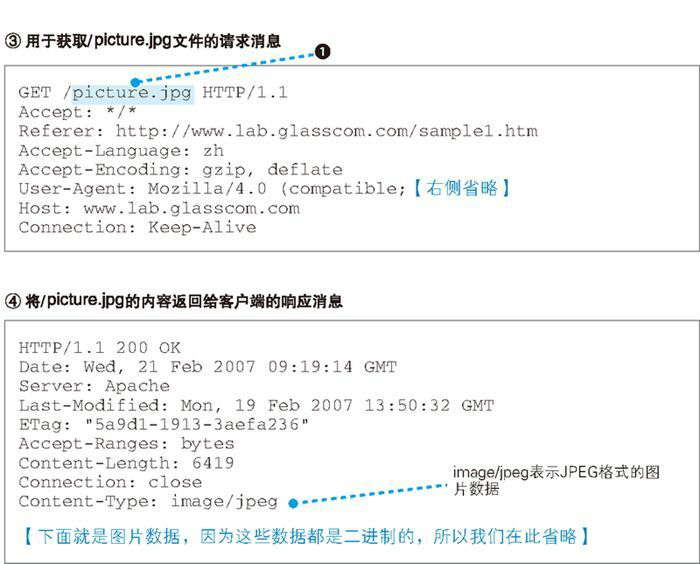 ③ 用于获取/picture.jpg文件的请求消息
❶
GET /picture.jpg HTTP/1.1
Accept: */*
Referer: http://www.lab.glasscom.com/sample1.htm
Accept-Language: zh
Accept-Encoding: gzip, deflate
User-Agent: Mozilla/4.0 (compatible;【右侧省略】
Host: www.lab.glasscom.com
Connection: Keep-Alive
④ 将/picture.jpg的内容返回给客户端的响应消息
HTTP/1.1 200 OK
Date: Wed, 21 Feb 2007 09:19:14 GMT
Server: Apache
Last-Modified: Mon, 19 Feb 2007 13:50:32 GMT
ETag: "5a9d1-1913-3aefa236"
Accept-Ranges: bytes
Content-Length: 6419
Connection: close
Content-Type: image/jpeg
image/jpeg表示JPEG格式的图
片数据
【下面就是图片数据，因为这些数据都是二进制的，所以我们在此省略】